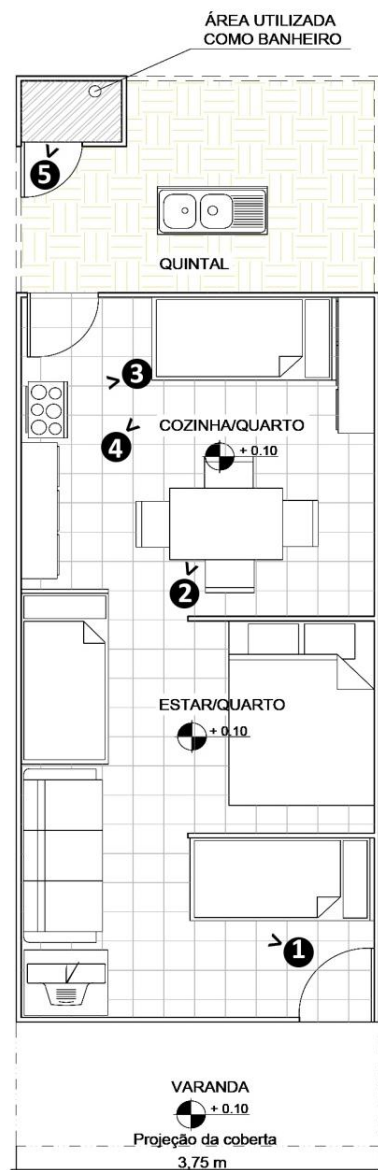 ÁREA UTILIZADA
COMO BANHEIRO
5
QUINTAL
3
4
COZINHA/QUARTO
+ 0.10
2
ESTAR/QUARTO
+ 0.10
1
VARANDA
+ 0.10
Projeção da coberta
3,75 m